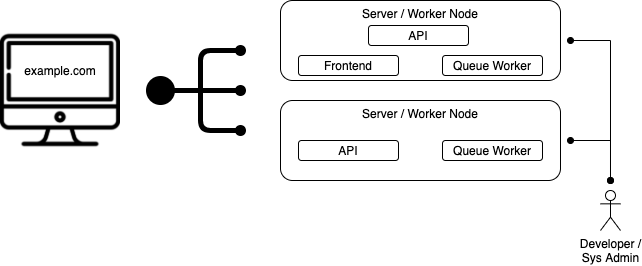 example.com
Server / Worker Node
API
Frontend
Queue Worker
Server / Worker Node
API
Queue Worker
Developer /
Sys Admin